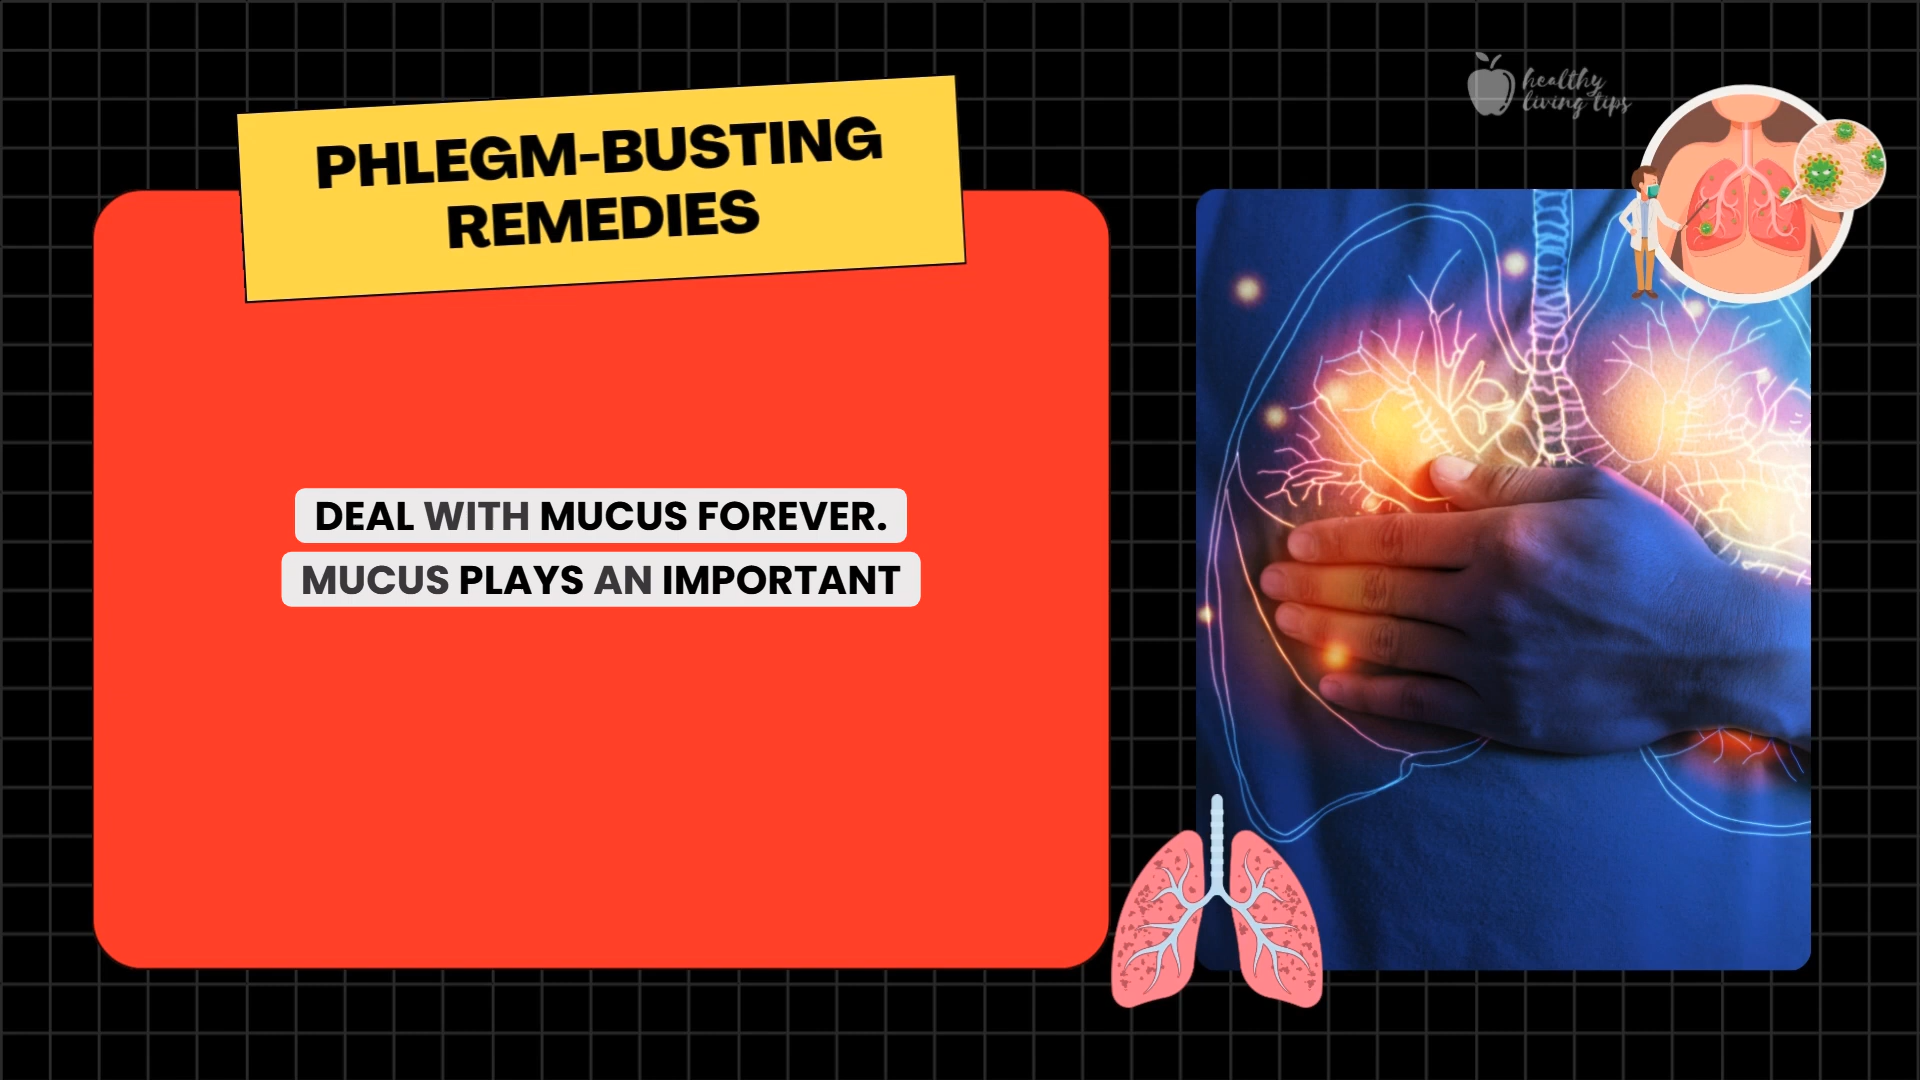 healthy
living tips
PHLEGM-BUSTING
REMEDIES
DEAL WITH MUCUS FOREVER.
MUCUS PLAYS AN IMPORTANT